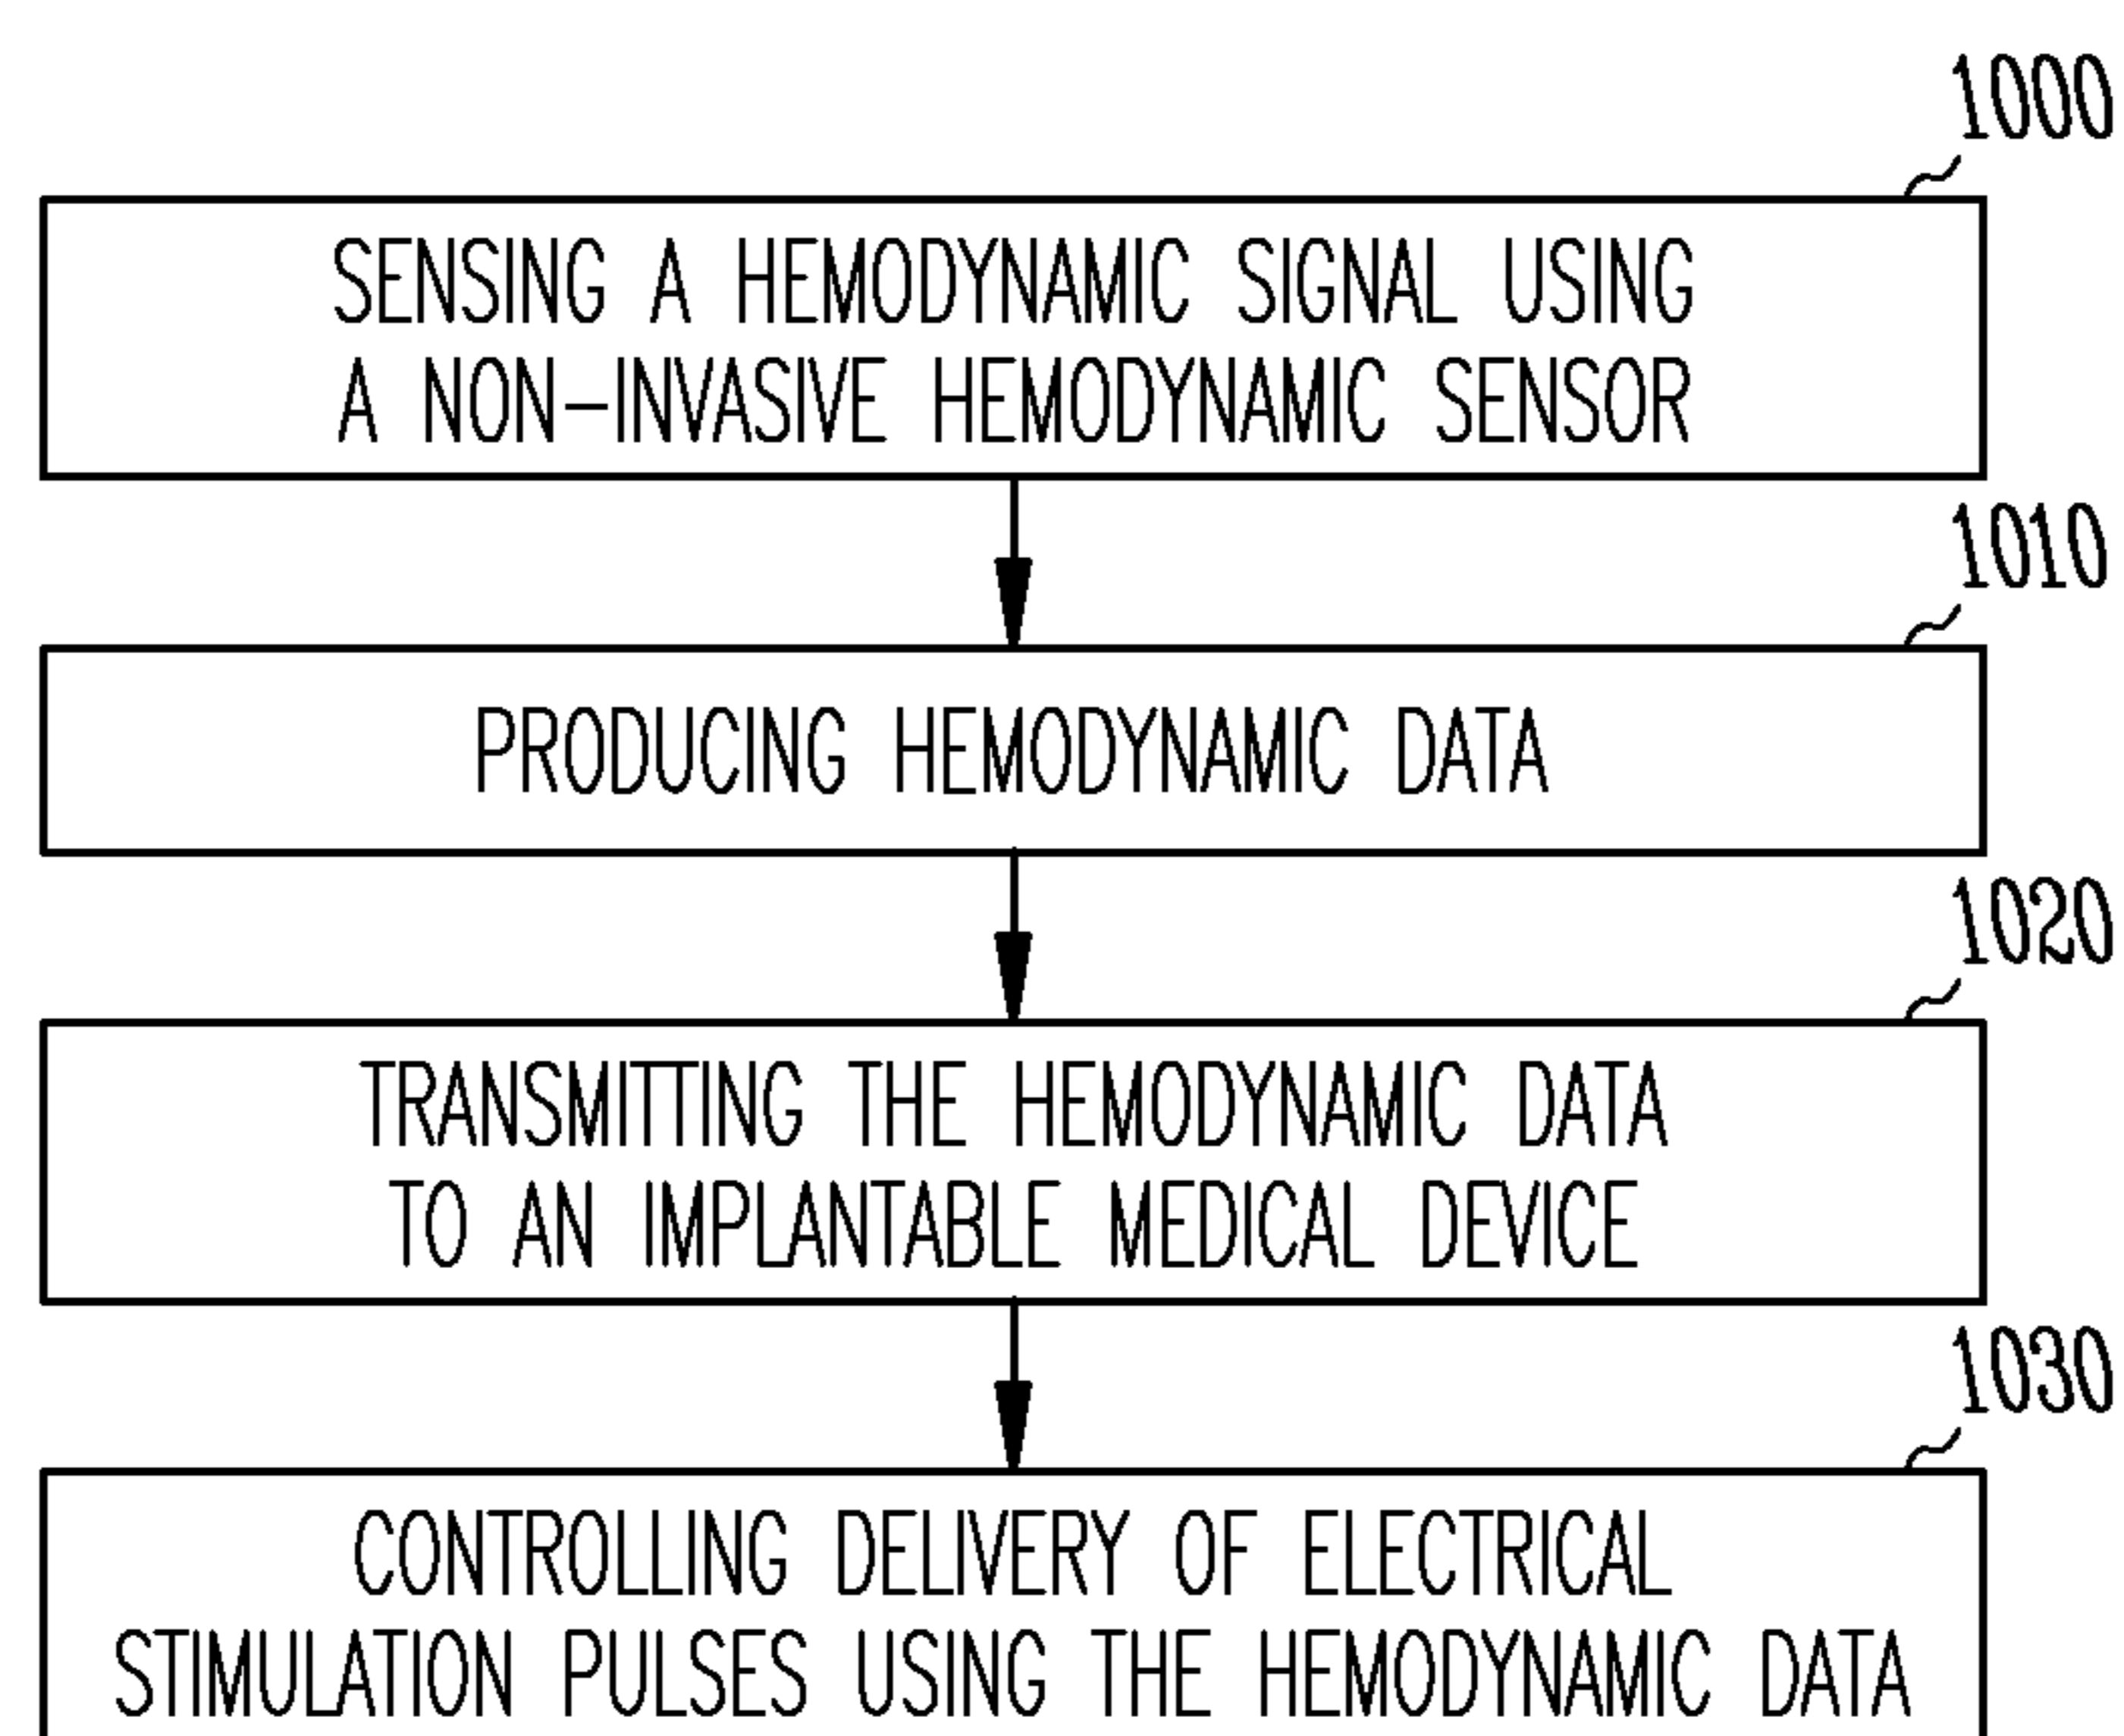 1000
SENSING A HEMODYNAMIC SIGNAL USING
A NON-INVASIVE HEMODYNAMIC SENSOR
1010
PRODUCING HEMODYNAMIC DATA
1020
TRANSMITTING THE HEMODYNAMIC DATA
TO AN IMPLANTABLE MEDICAL DEVICE
1030
CONTROLLING DELIVERY OF ELECTRICAL
STIMULATION PULSES USING THE HEMODYNAMIC DATA